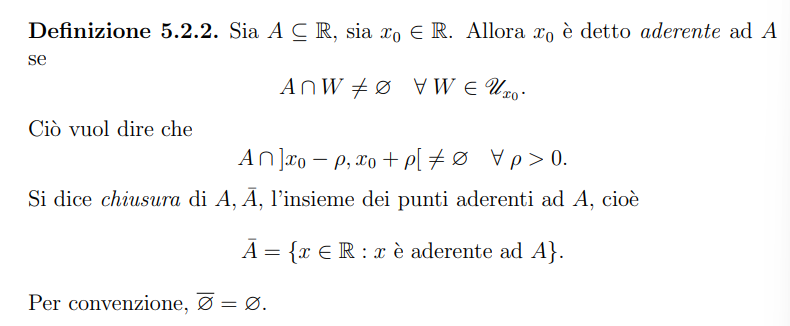 Definizione 5.2.2. Sia A ⊆ ℝ, sia x₀ ∈ ℝ. Allora x₀ è detto aderente ad A
se
A ∩ W ≠ ∅ ∀ W ∈ 𝒰ₓ₀.
Ciò vuol dire che
A ∩ ]x₀ − ρ, x₀ + ρ[ ≠ ∅ ∀ ρ > 0.
Si dice chiusura di A, Ā, l'insieme dei punti aderenti ad A, cioè
Ā = {x ∈ ℝ : x è aderente ad A}.
Per convenzione, ∅̅ = ∅.